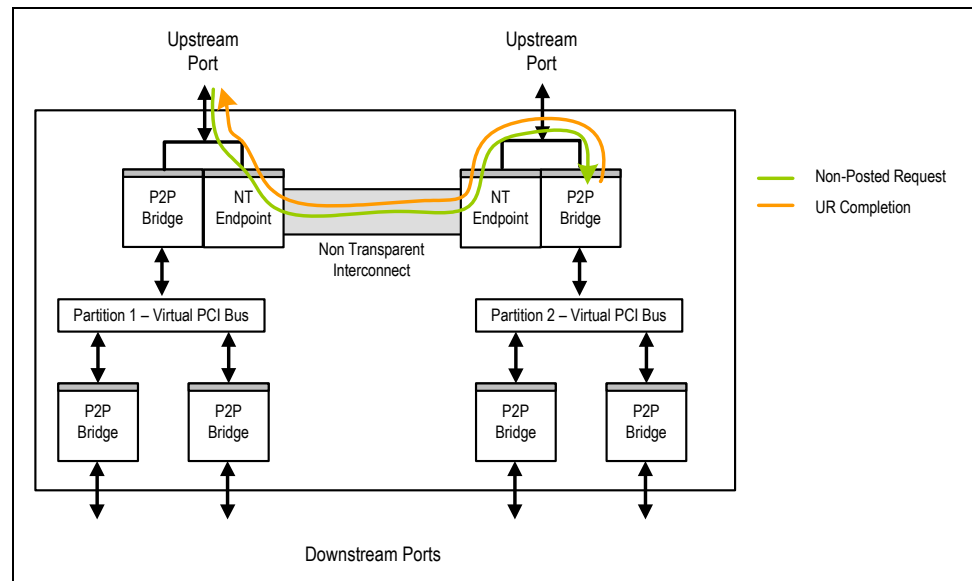 Upstream
Port
Upstream
Port
P2P
Bridge
NT
Endpoint
NT
Endpoint
P2P
Bridge
Non-Posted Request
UR Completion
Non Transparent
Interconnect
Partition 1 – Virtual PCI Bus
Partition 2 – Virtual PCI Bus
P2P
Bridge
P2P
Bridge
P2P
Bridge
P2P
Bridge
Downstream Ports